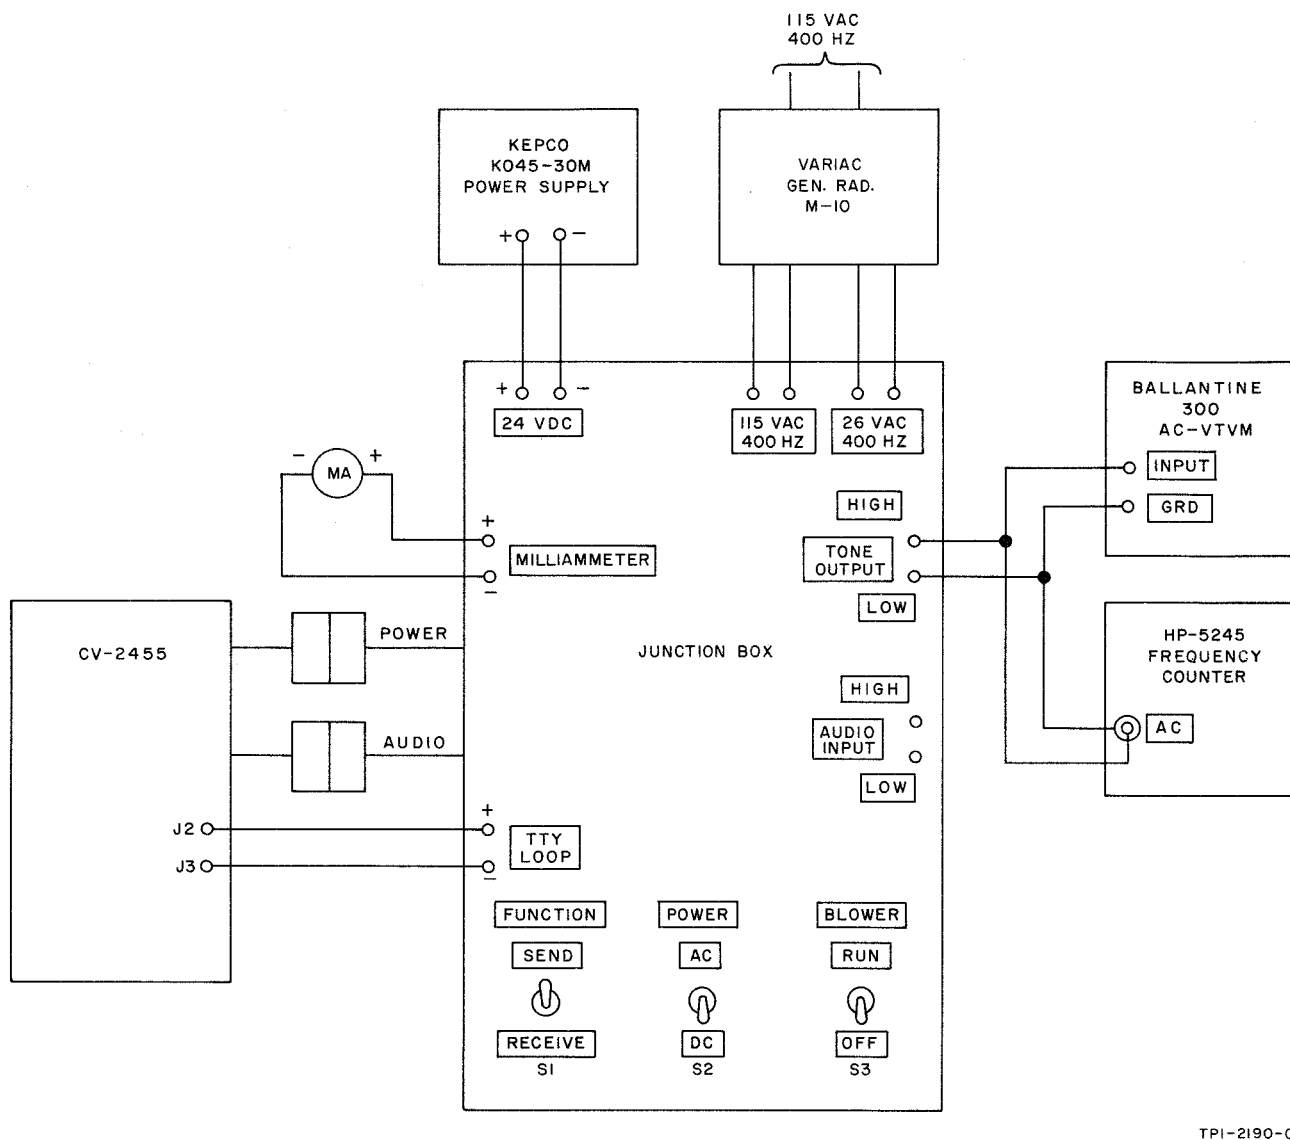 115 VAC
400 HZ
KEPCO
KO45-30M
POWER SUPPLY
+ -
VARIAC
GEN. RAD.
M-10
+ -
24 VDC
115 VAC
400 HZ
26 VAC
400 HZ
BALLANTINE
300
AC-VTVM
INPUT
GRD
- MA +
+
MILLIAMMETER
-
HIGH
TONE
OUTPUT
LOW
CV-2455
POWER
JUNCTION BOX
HP-5245
FREQUENCY
COUNTER
AC
AUDIO
HIGH
AUDIO
INPUT
LOW
J2
J3
+
TTY
LOOP
-
FUNCTION
SEND
RECEIVE
S1
POWER
AC
DC
S2
BLOWER
RUN
OFF
S3